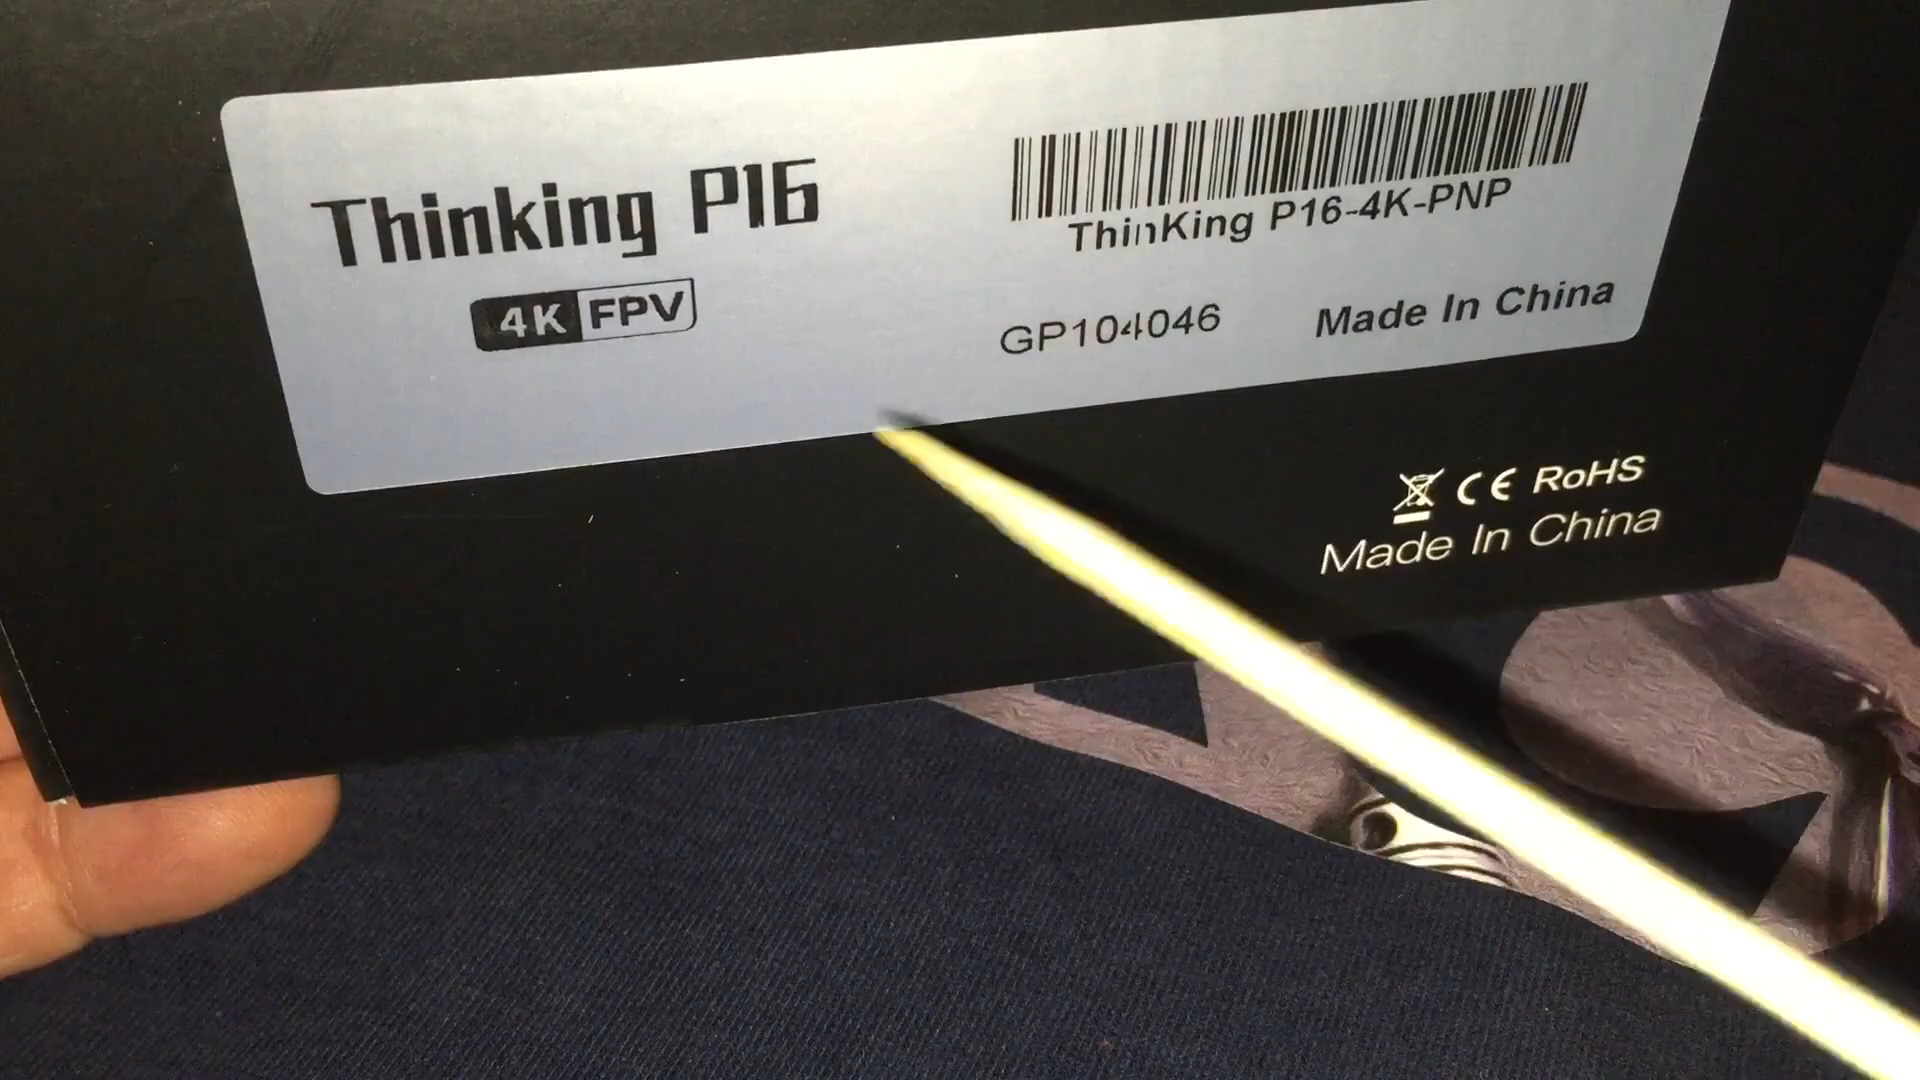 Thinking P16
4K FPV
ThinKing P16-4K-PNP
GP104046
Made In China
CE RoHS
Made In China